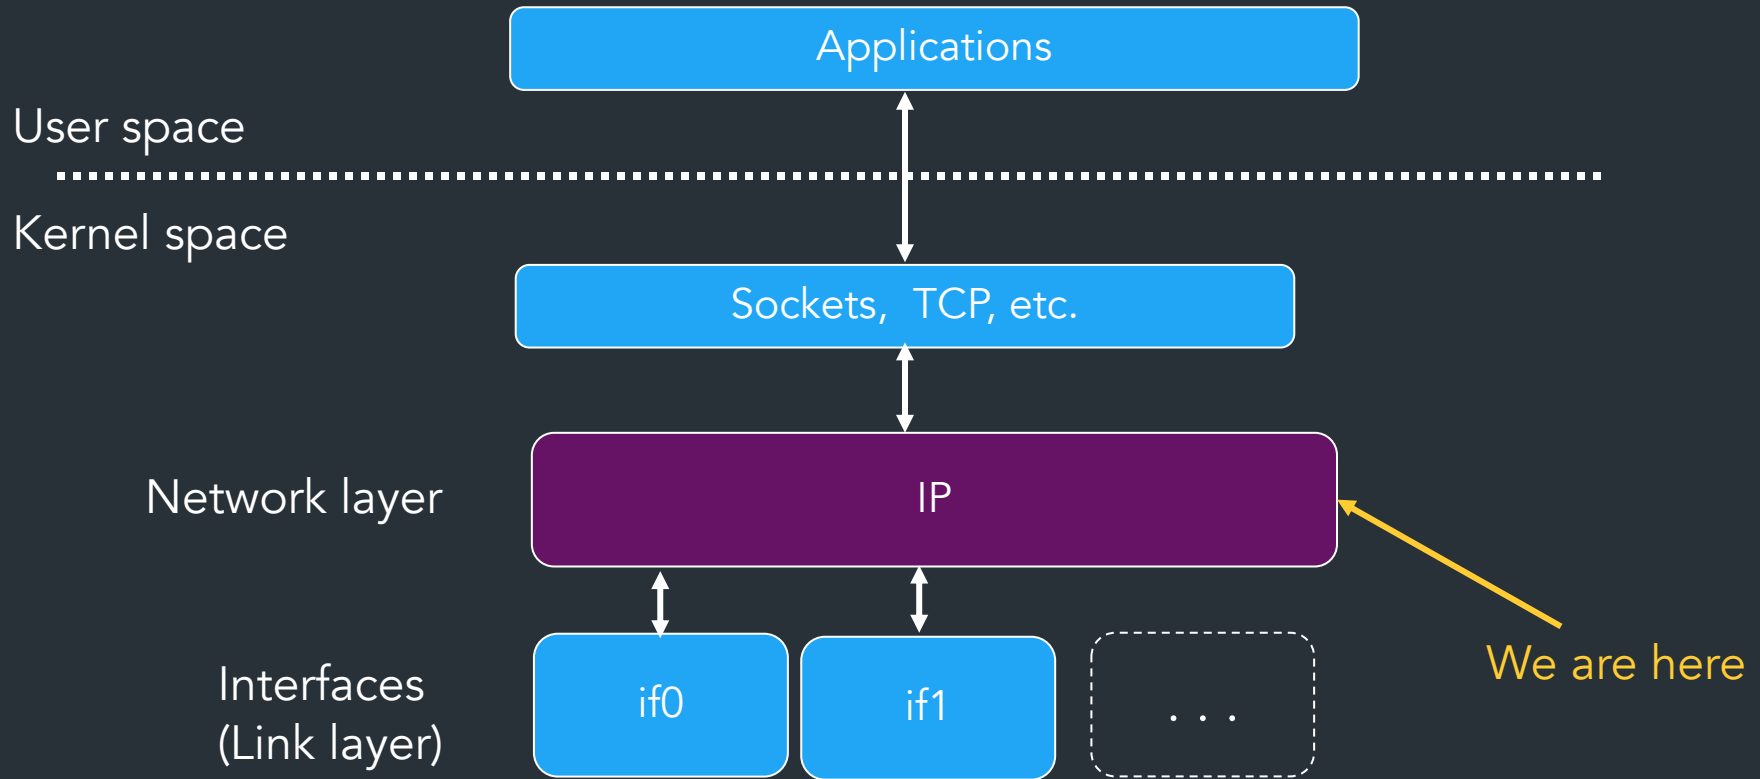 Applications
User space
Kernel space
Sockets, TCP, etc.
Network layer
IP
We are here
Interfaces
(Link layer)
if0
if1
. . .